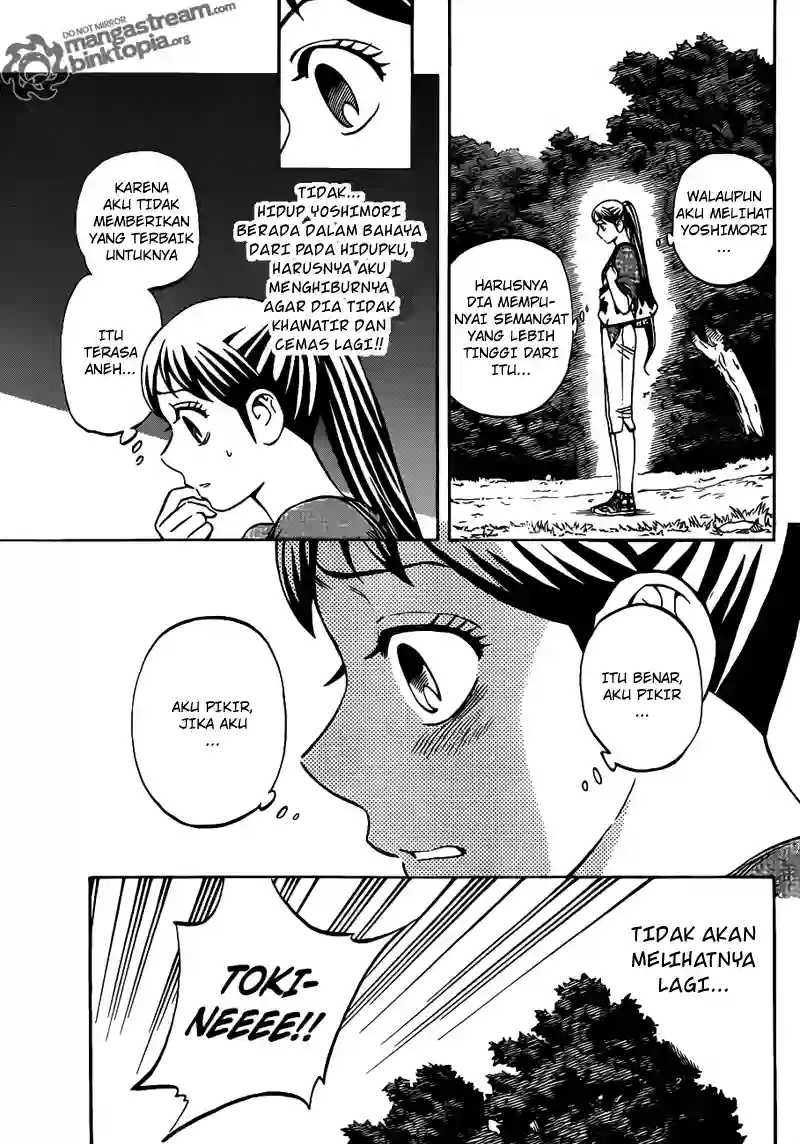 DO NOT MIRROR
mangastream.com
binktopia.org
WALAUPUN
AKU MELIHAT
YOSHIMORI
...
HARUSNYA
DIA MEMPU-
NYAI SEMANGAT
YANG LEBIH
TINGGI DARI
ITU...
TIDAK...
HIDUP YOSHIMORI
BERADA DALAM BAHAYA
DARI PADA HIDUPKU,
HARUSNYA AKU
MENGHIBURNYA
AGAR DIA TIDAK
KHAWATIR DAN
CEMAS LAGI!!
KARENA
AKU TIDAK
MEMBERIKAN
YANG TERBAIK
UNTUKNYA
ITU
TERASA
ANEH...
ITU BENAR,
AKU PIKIR
...
AKU PIKIR,
JIKA AKU
...
TIDAK AKAN
MELIHATNYA
LAGI...
TOKI-
NEEEE!!